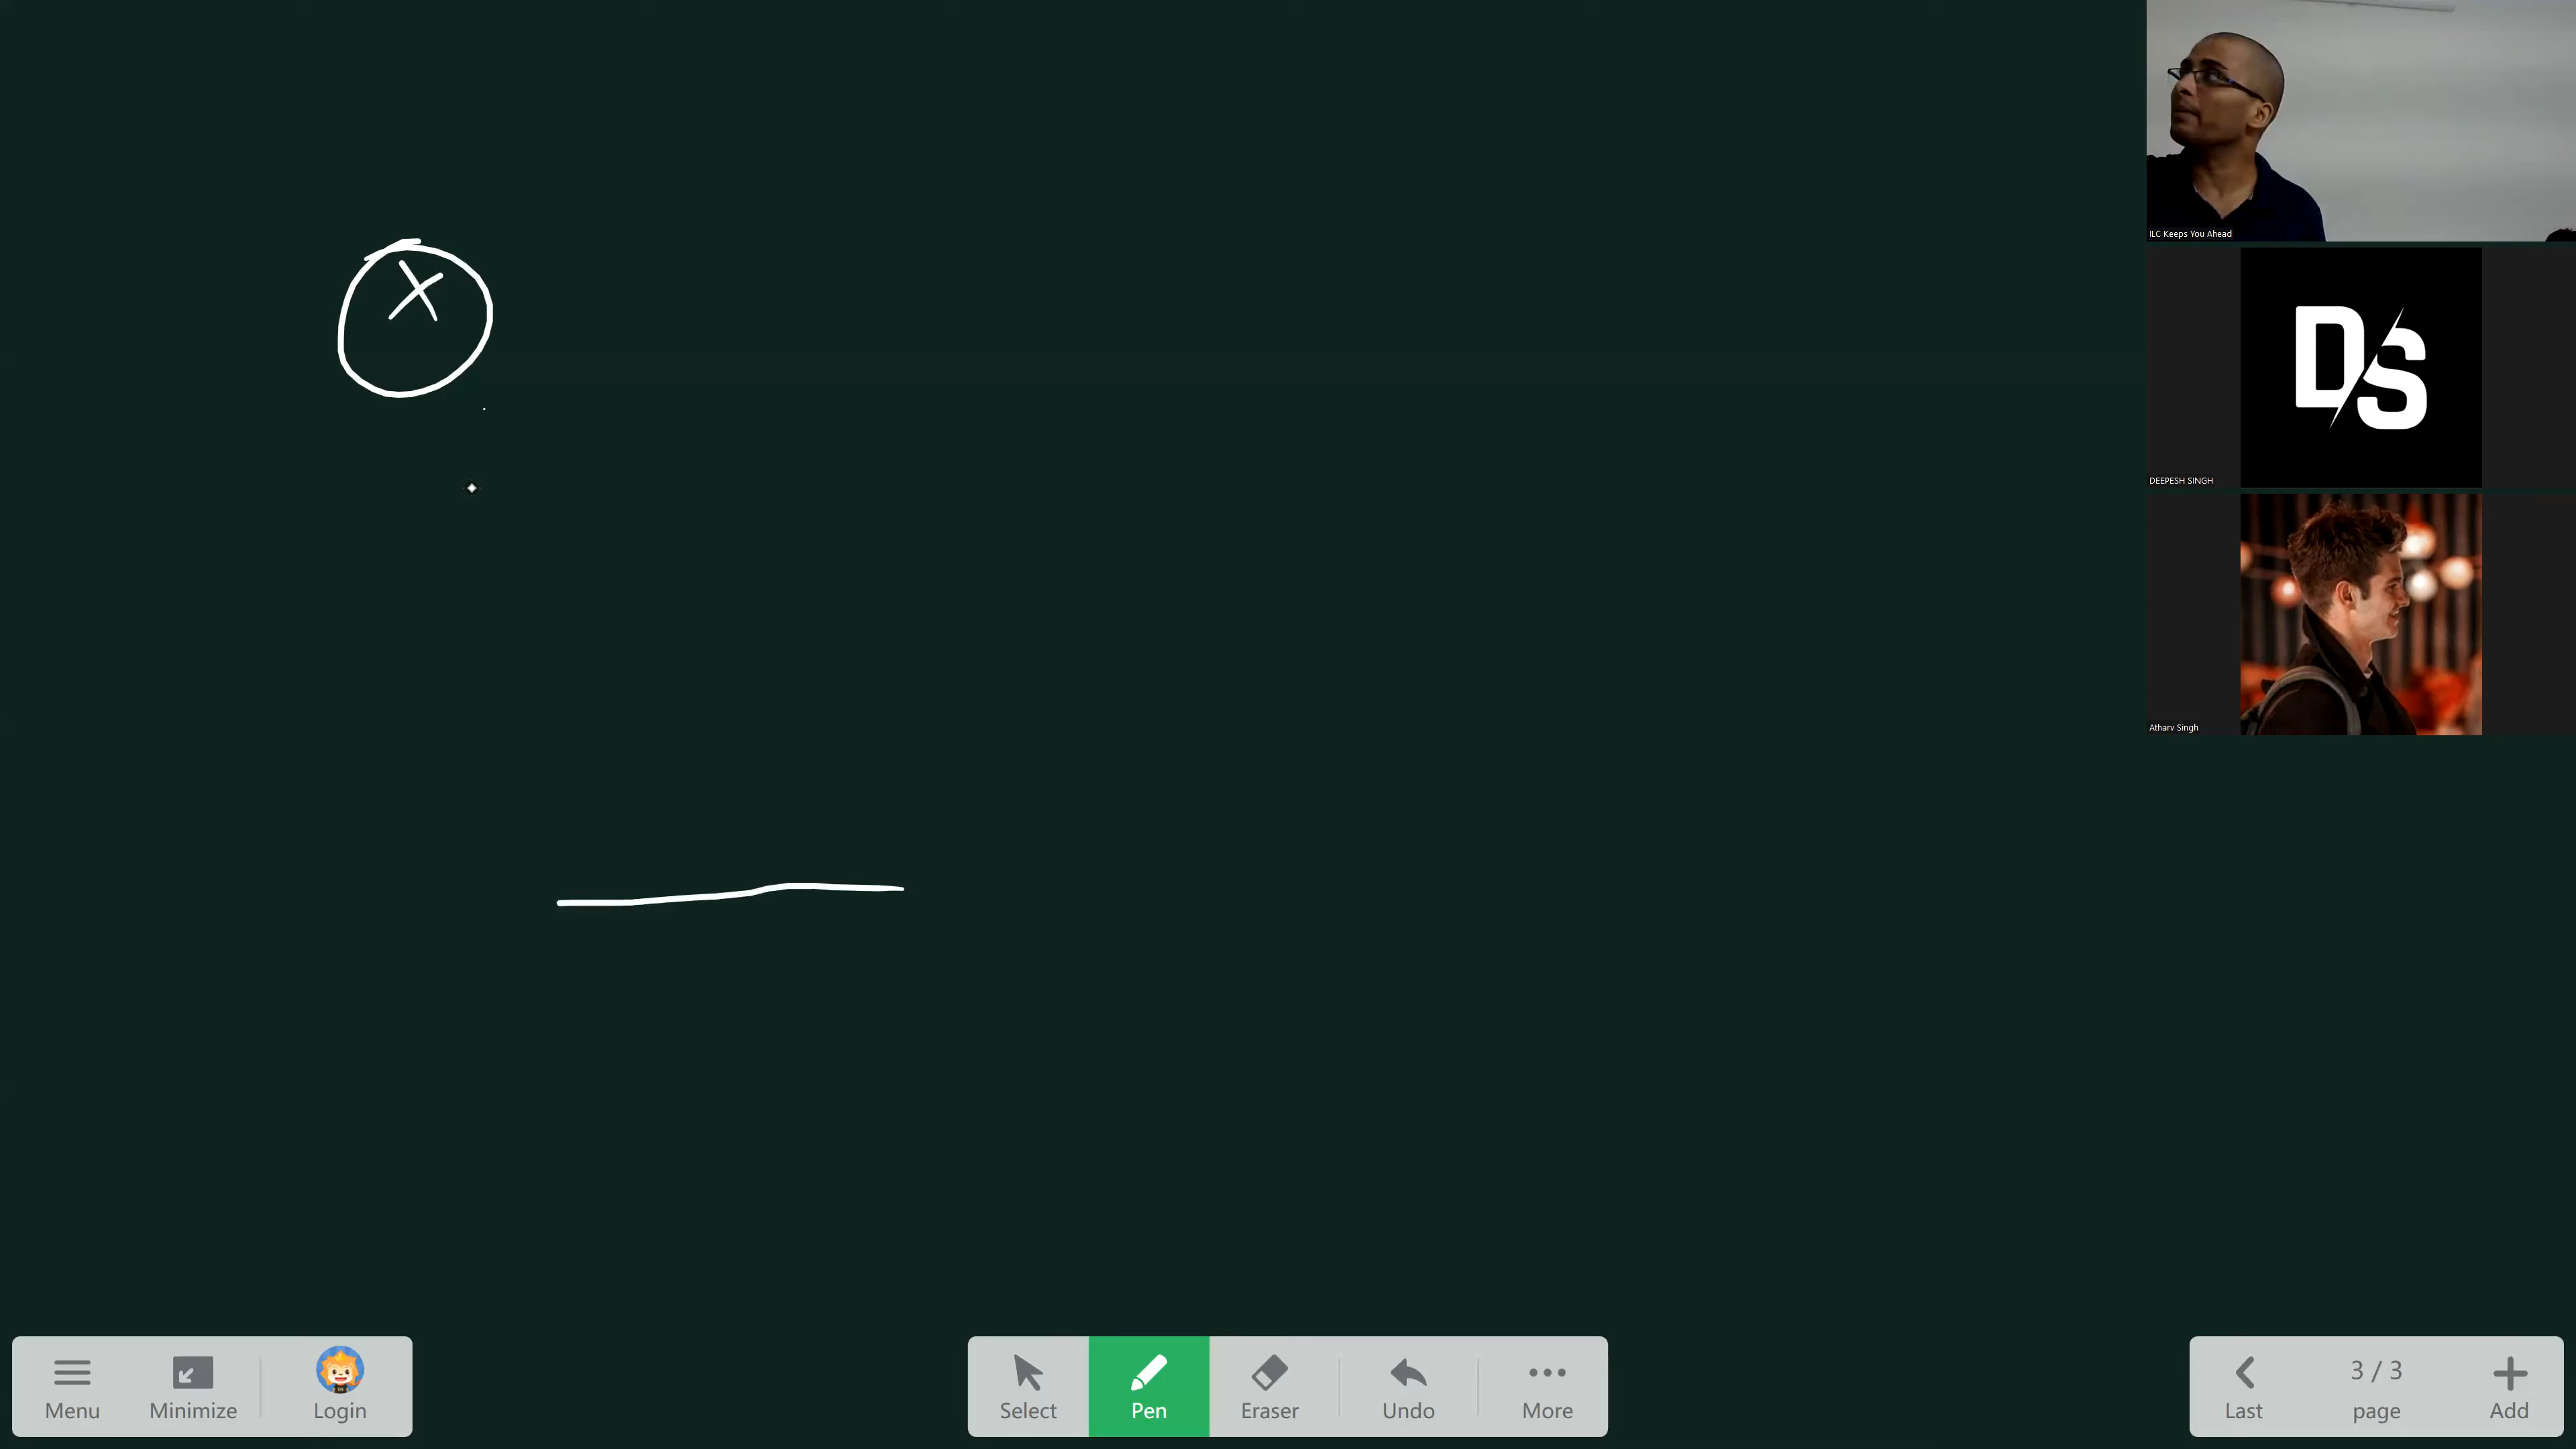 X
ILC Keeps You Ahead
DS
DEEPESH SINGH
Atharv Singh
Menu
Minimize
Login
Select
Pen
Eraser
Undo
More
Last
3 / 3
page
Add